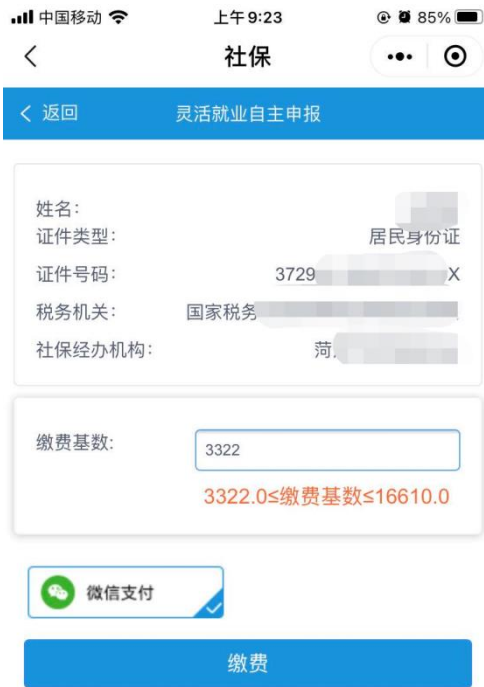 中国移动 上午9:23 85%
社保
返回 灵活就业自主申报
姓名:
证件类型: 居民身份证
证件号码: 3729 X
税务机关: 国家税务
社保经办机构: 菏
缴费基数: 3322
3322.0≤缴费基数≤16610.0
微信支付
缴费